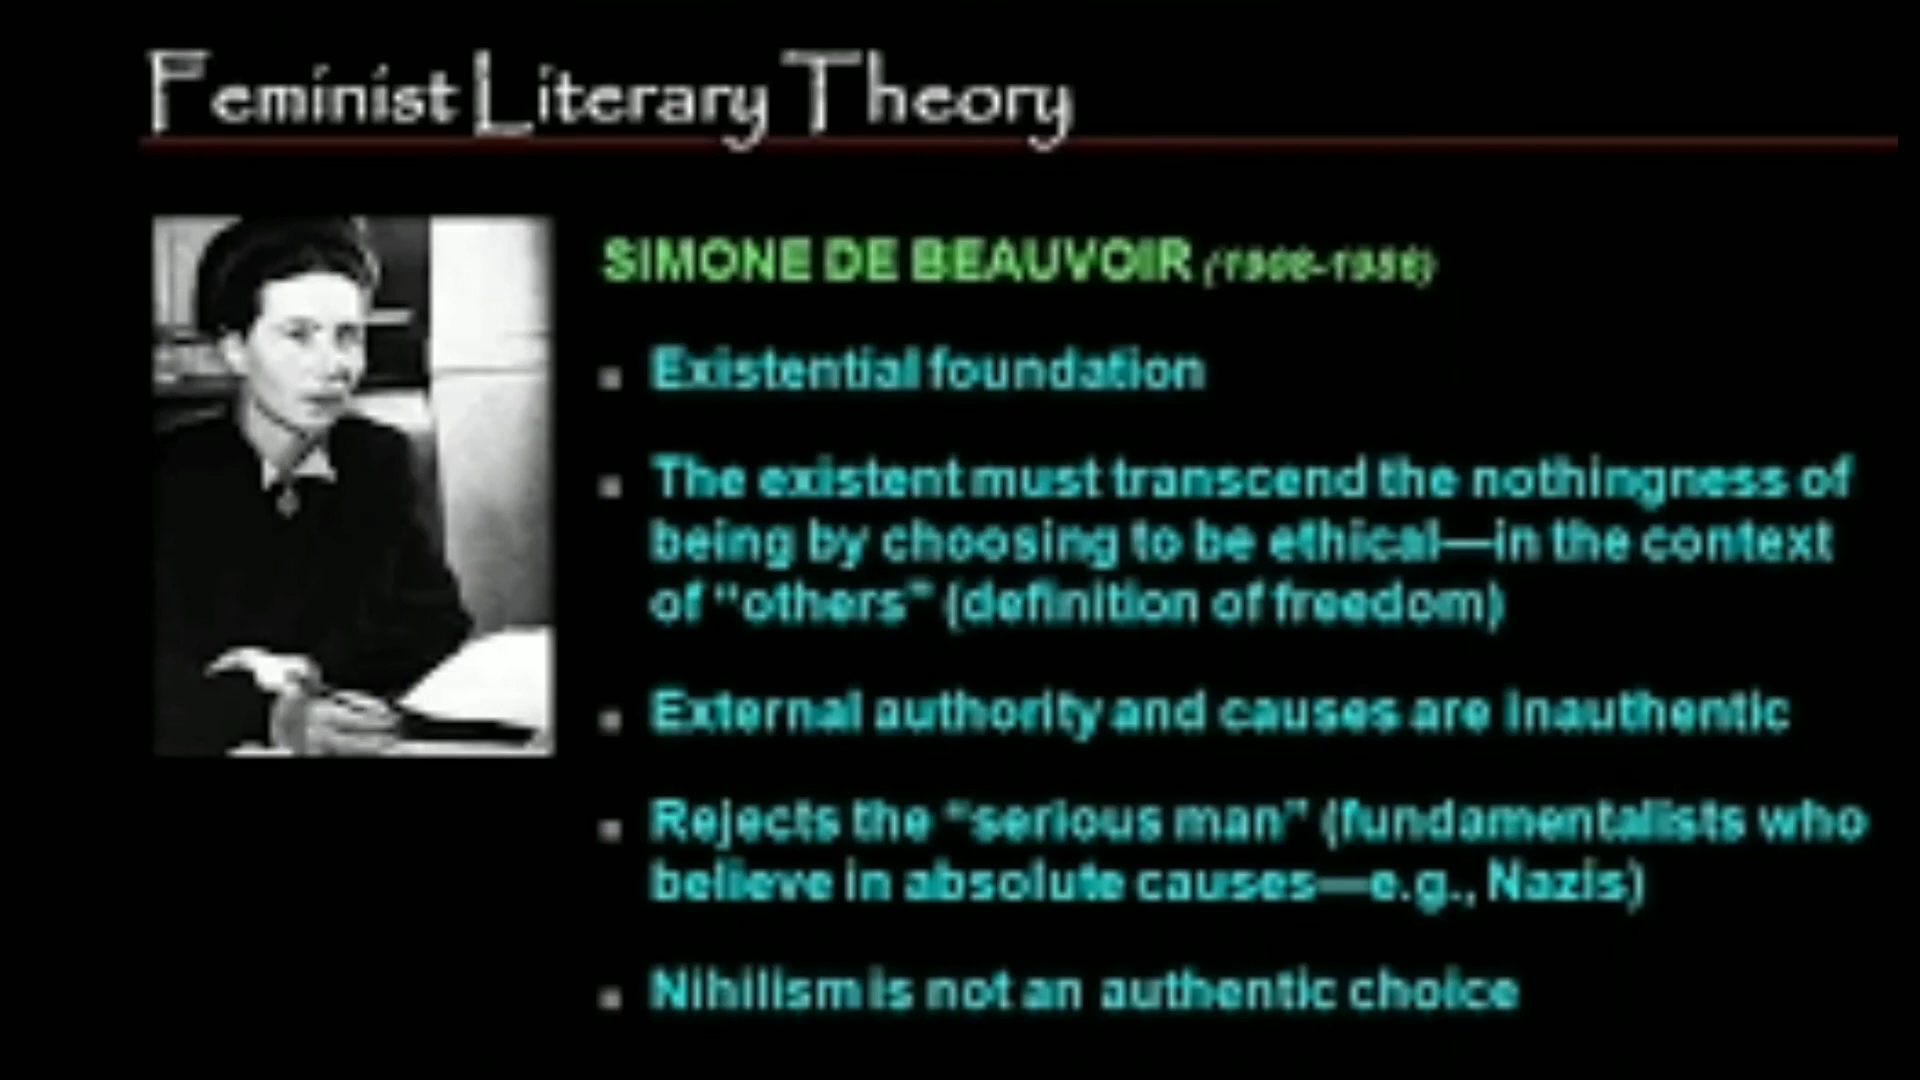 Feminist Literary Theory
SIMONE DE BEAUVOIR (1908-1986)
Existential foundation
The existent must transcend the nothingness of
being by choosing to be ethical—in the context
of “others” (definition of freedom)
External authority and causes are inauthentic
Rejects the “serious man” (fundamentalists who
believe in absolute causes—e.g., Nazis)
Nihilism is not an authentic choice